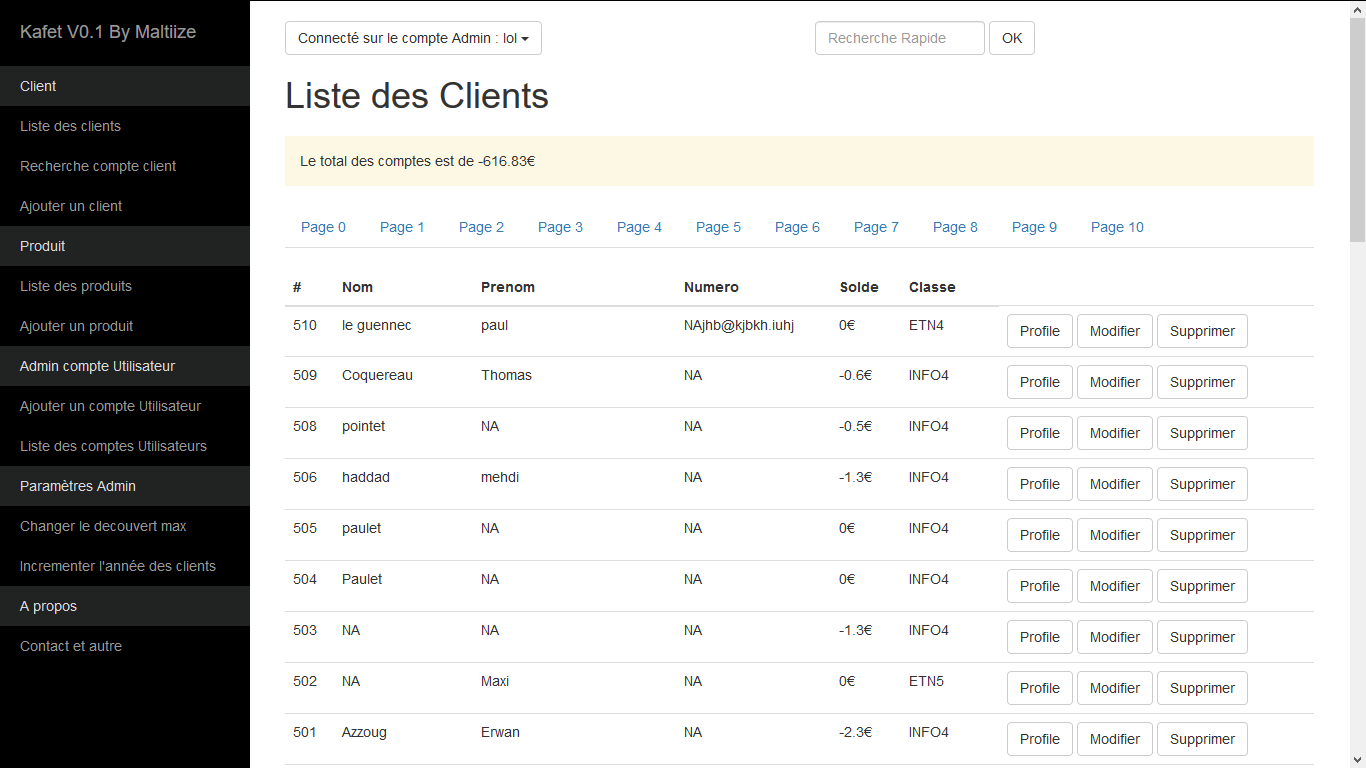 Kafet V0.1 By Maltiize
Client
Liste des clients
Recherche compte client
Ajouter un client
Produit
Liste des produits
Ajouter un produit
Admin compte Utilisateur
Ajouter un compte Utilisateur
Liste des comptes Utilisateurs
Paramètres Admin
Changer le decouvert max
Incrementer l'année des clients
A propos
Contact et autre
Connecté sur le compte Admin : lol
Recherche Rapide OK
Liste des Clients
Le total des comptes est de -616.83€
Page 0 Page 1 Page 2 Page 3 Page 4 Page 5 Page 6 Page 7 Page 8 Page 9 Page 10
# Nom Prenom Numero Solde Classe
510 le guennec paul NAjhb@kjbkh.iuhj 0€ ETN4 Profile Modifier Supprimer
509 Coquereau Thomas NA -0.6€ INFO4 Profile Modifier Supprimer
508 pointet NA NA -0.5€ INFO4 Profile Modifier Supprimer
506 haddad mehdi NA -1.3€ INFO4 Profile Modifier Supprimer
505 paulet NA NA 0€ INFO4 Profile Modifier Supprimer
504 Paulet NA NA 0€ INFO4 Profile Modifier Supprimer
503 NA NA NA -1.3€ INFO4 Profile Modifier Supprimer
502 NA Maxi NA 0€ ETN5 Profile Modifier Supprimer
501 Azzoug Erwan NA -2.3€ INFO4 Profile Modifier Supprimer